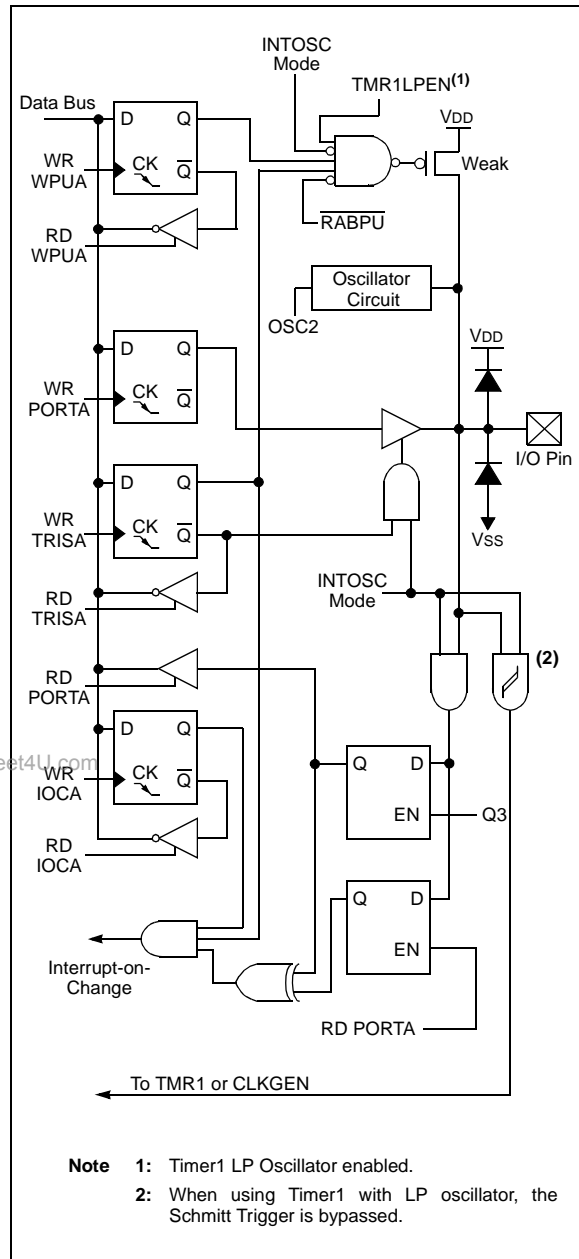 INTOSC
Mode
TMR1LPEN(1)
VDD
Data Bus
D Q
Weak
WR
WPUA
CK
Q
RABPU
RD
WPUA
Oscillator
Circuit
OSC2
VDD
D Q
WR
PORTA
CK
Q
I/O Pin
D Q
WR
TRISA
CK
Q
VSS
INTOSC
Mode
RD
TRISA
(2)
RD
PORTA
D Q
eet4U.com
WR
IOCA
CK
Q
Q D
EN
Q3
RD
IOCA
Q D
EN
Interrupt-on-
Change
RD PORTA
To TMR1 or CLKGEN
Note 1: Timer1 LP Oscillator enabled.
2: When using Timer1 with LP oscillator, the
Schmitt Trigger is bypassed.